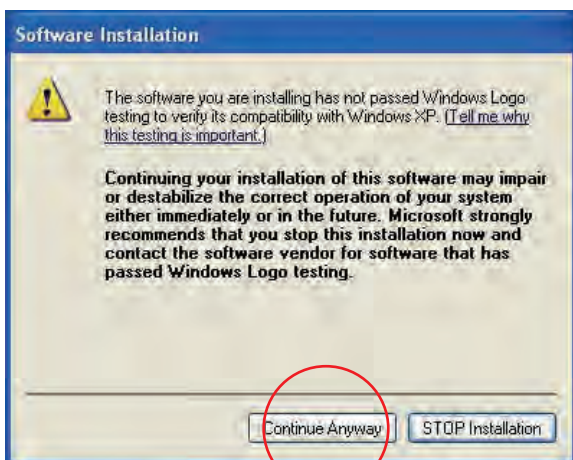 Software Installation
The software you are installing has not passed Windows Logo
testing to verify its compatibility with Windows XP. (Tell me why
this testing is important.)
Continuing your installation of this software may impair
or destabilize the correct operation of your system
either immediately or in the future. Microsoft strongly
recommends that you stop this installation now and
contact the software vendor for software that has
passed Windows Logo testing.
Continue Anyway
STOP Installation